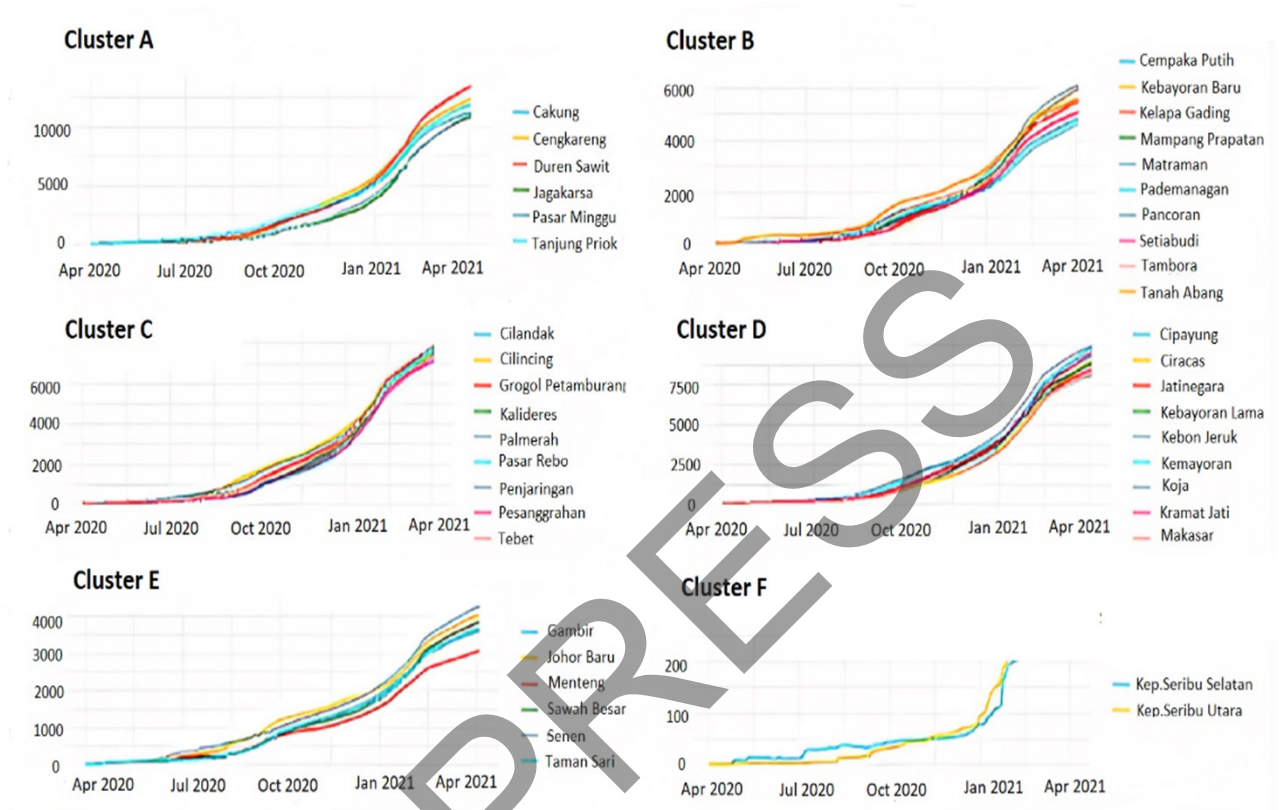 Cluster A
10000
5000
0
Apr 2020 Jul 2020 Oct 2020 Jan 2021 Apr 2021
Cakung
Cengkareng
Duren Sawit
Jagakarsa
Pasar Minggu
Tanjung Priok
Cluster B
6000
4000
2000
0
Apr 2020 Jul 2020 Oct 2020 Jan 2021 Apr 2021
Cempaka Putih
Kebayoran Baru
Kelapa Gading
Mampang Prapatan
Matraman
Pademanagan
Pancoran
Setiabudi
Tambora
Tanah Abang
Cluster C
6000
4000
2000
0
Apr 2020 Jul 2020 Oct 2020 Jan 2021 Apr 2021
Cilandak
Cilincing
Grogol Petamburan
Kalideres
Palmerah
Pasar Rebo
Penjaringan
Pesanggrahan
Tebet
Cluster D
7500
5000
2500
0
Apr 2020 Jul 2020 Oct 2020 Jan 2021 Apr 2021
Cipayung
Ciracas
Jatinegara
Kebayoran Lama
Kebon Jeruk
Kemayoran
Koja
Kramat Jati
Makasar
Cluster E
4000
3000
2000
1000
0
Apr 2020 Jul 2020 Oct 2020 Jan 2021 Apr 2021
Gambir
Johor Baru
Menteng
Sawah Besar
Senen
Taman Sari
Cluster F
200
100
0
Apr 2020 Jul 2020 Oct 2020 Jan 2021 Apr 2021
Kep.Seribu Selatan
Kep.Seribu Utara
PRESS